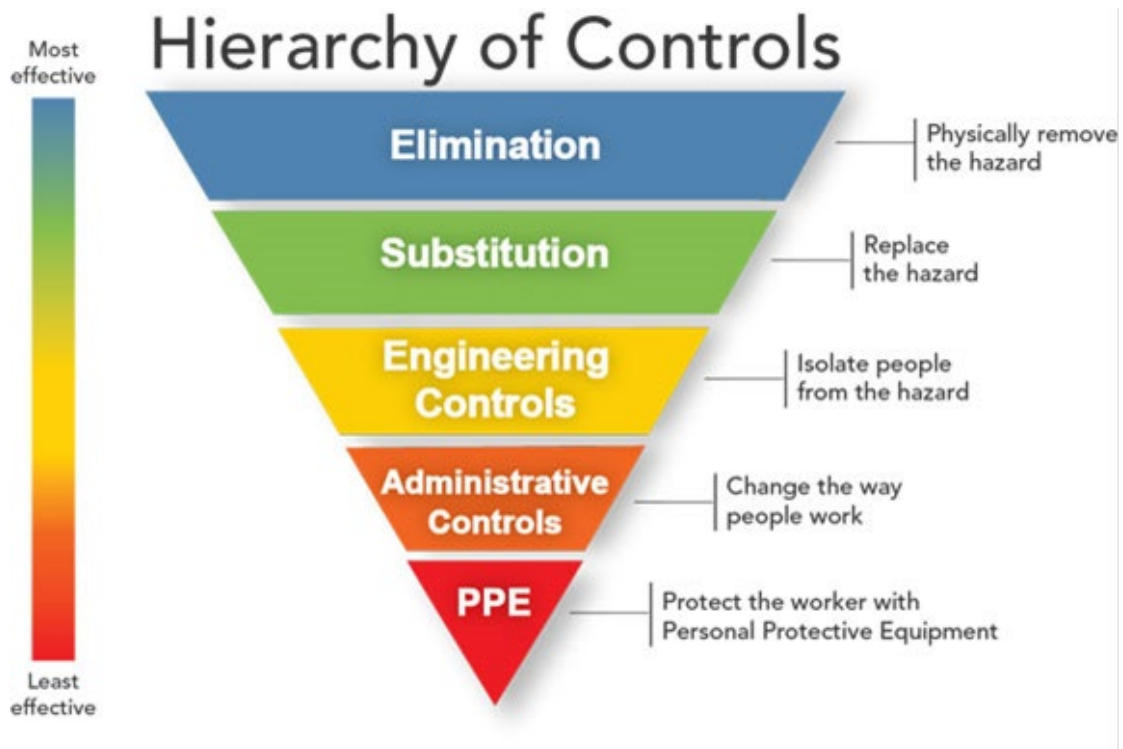 Hierarchy of Controls
Most
effective
Elimination
Physically remove
the hazard
Substitution
Replace
the hazard
Engineering
Controls
Isolate people
from the hazard
Administrative
Controls
Change the way
people work
PPE
Protect the worker with
Personal Protective Equipment
Least
effective